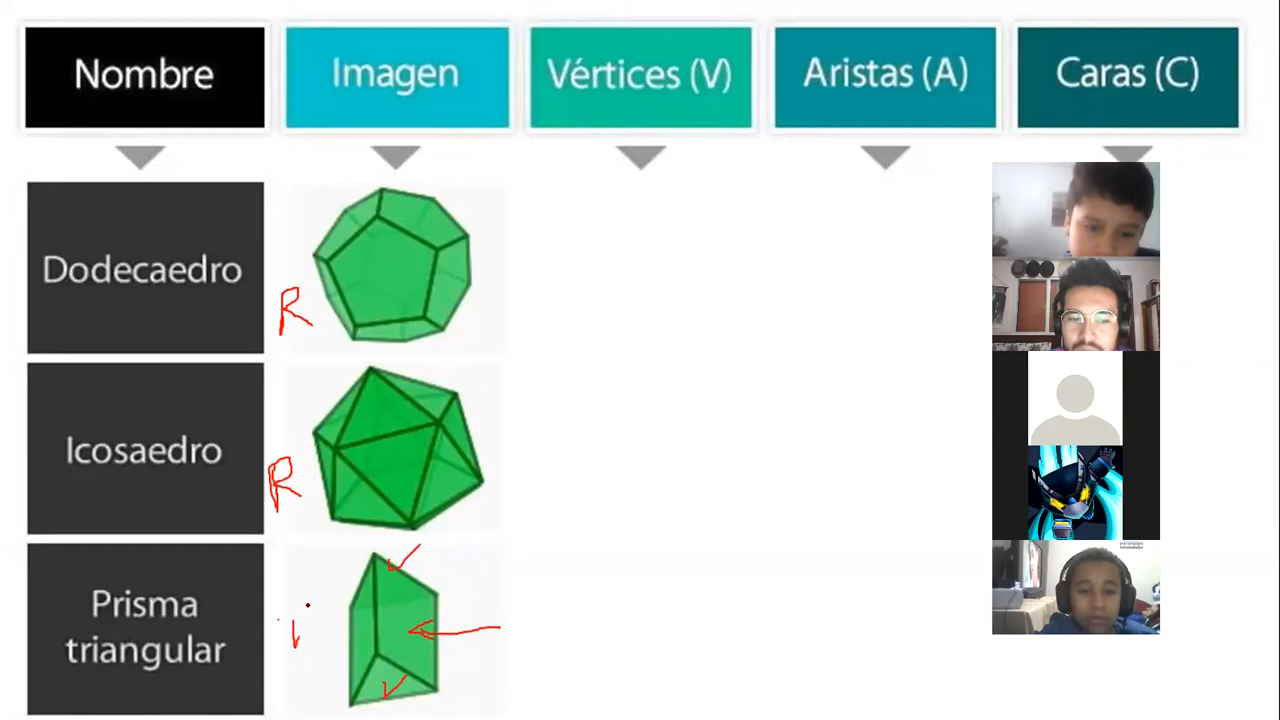 Nombre
Imagen
Vértices (V)
Aristas (A)
Caras (C)
Dodecaedro
R
Icosaedro
R
Prisma
triangular
i